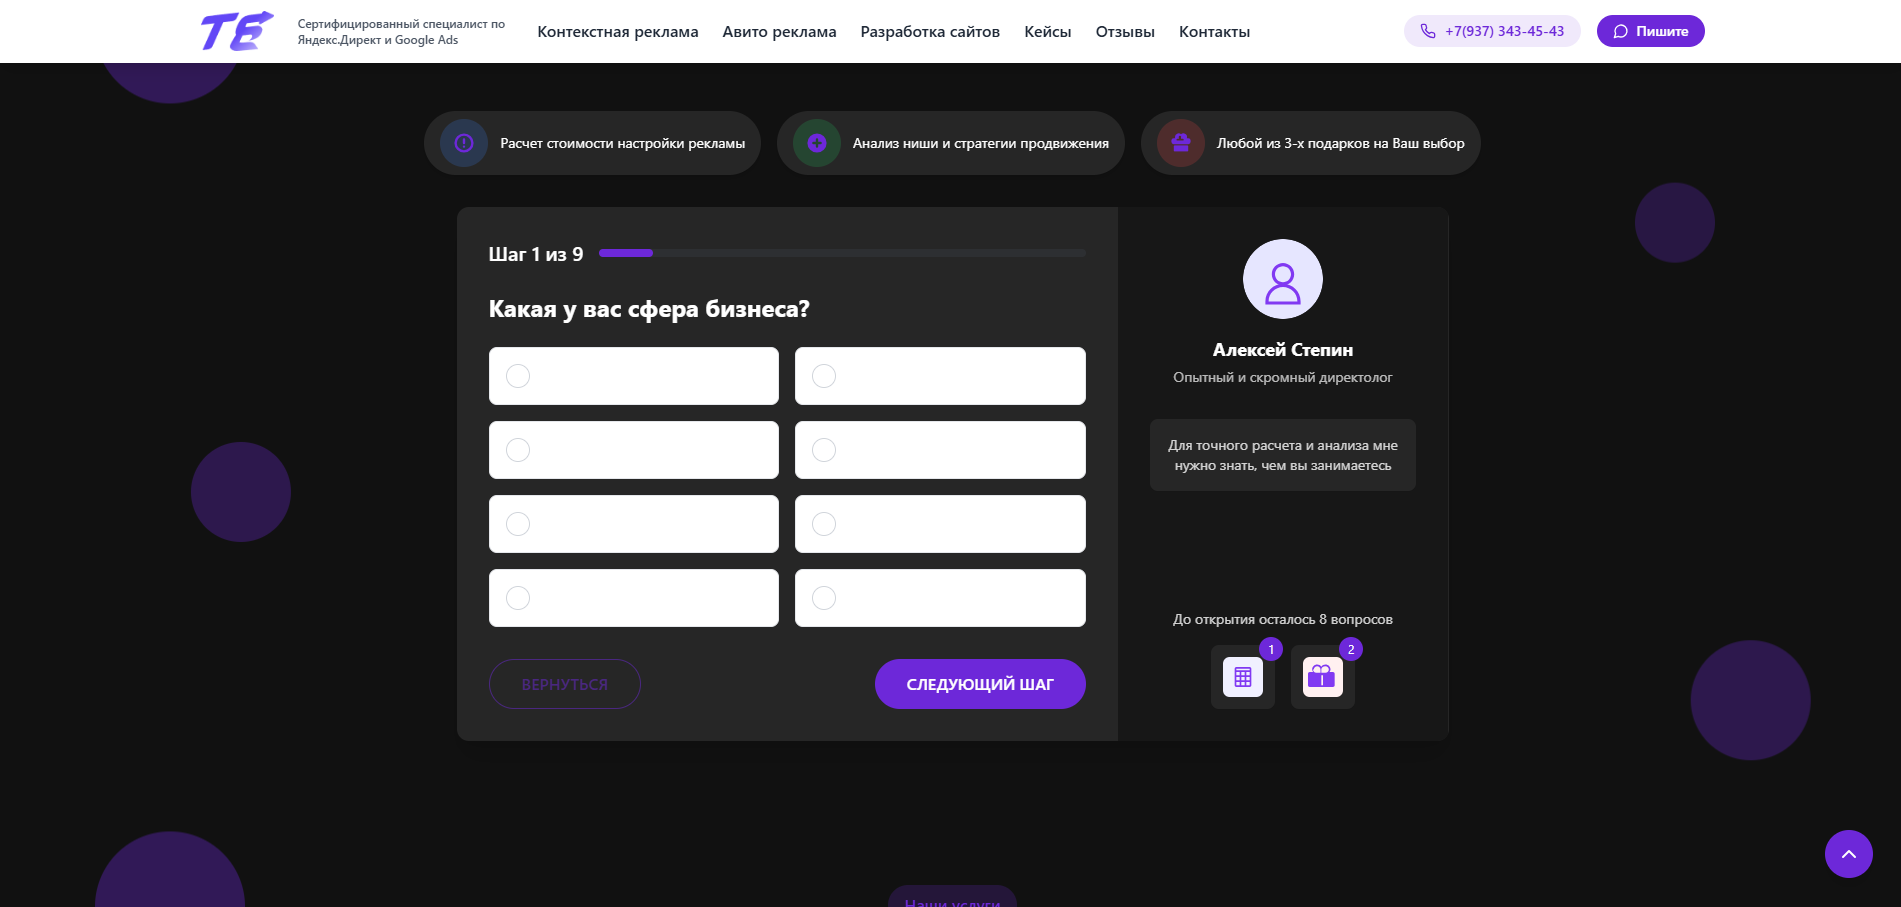 ТЕ
Сертифицированный специалист по
Яндекс.Директ и Google Ads
Контекстная реклама
Авито реклама
Разработка сайтов
Кейсы
Отзывы
Контакты
+7(937) 343-45-43
Пишите
Расчет стоимости настройки рекламы
Анализ ниши и стратегии продвижения
Любой из 3-х подарков на Ваш выбор
Шаг 1 из 9
Какая у вас сфера бизнеса?
ВЕРНУТЬСЯ
СЛЕДУЮЩИЙ ШАГ
Алексей Степин
Опытный и скромный директолог
Для точного расчета и анализа мне
нужно знать, чем вы занимаетесь
До открытия осталось 8 вопросов
1
2
Наши услуги